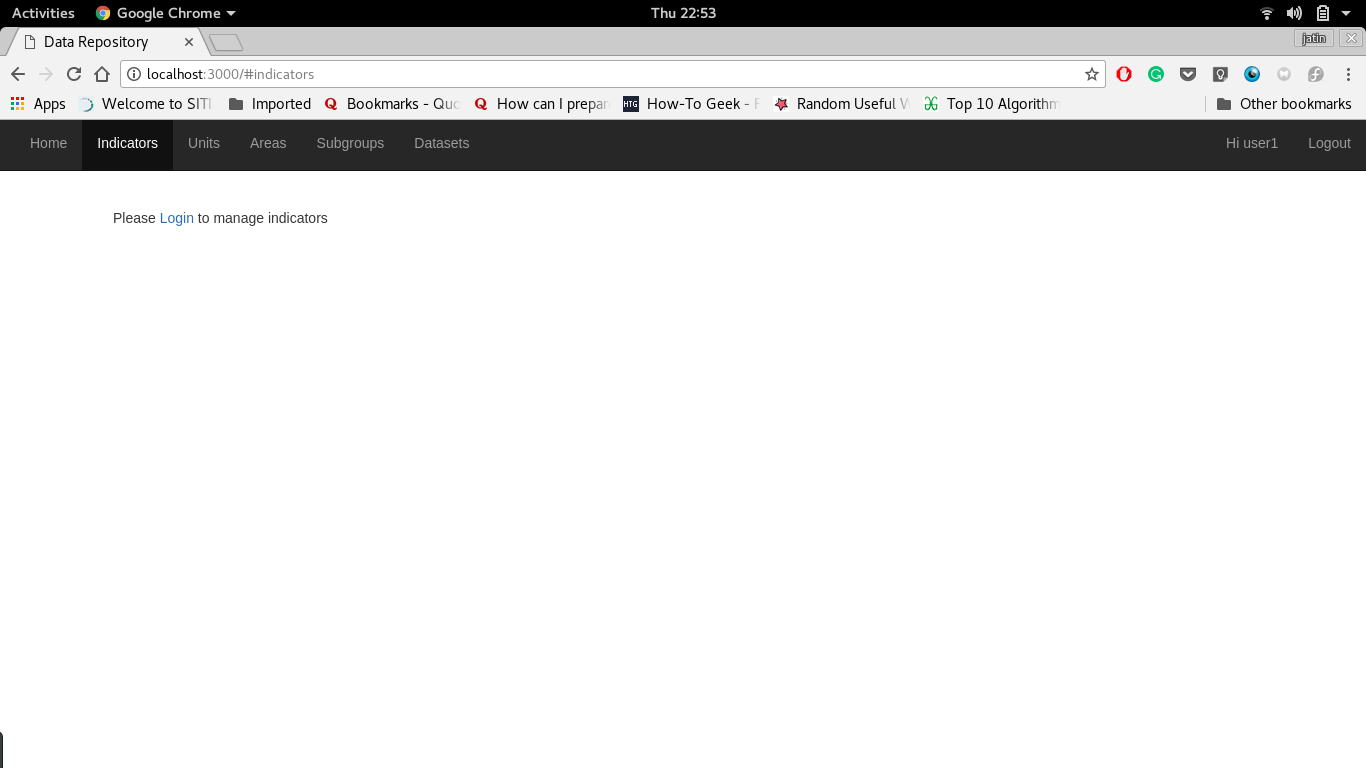 Activities Google Chrome Thu 22:53
Data Repository jatin
localhost:3000/#indicators
Apps Welcome to SITI Imported Bookmarks - Quo How can I prepar HTG How-To Geek - F Random Useful W Top 10 Algorithm Other bookmarks
Home Indicators Units Areas Subgroups Datasets Hi user1 Logout
Please Login to manage indicators